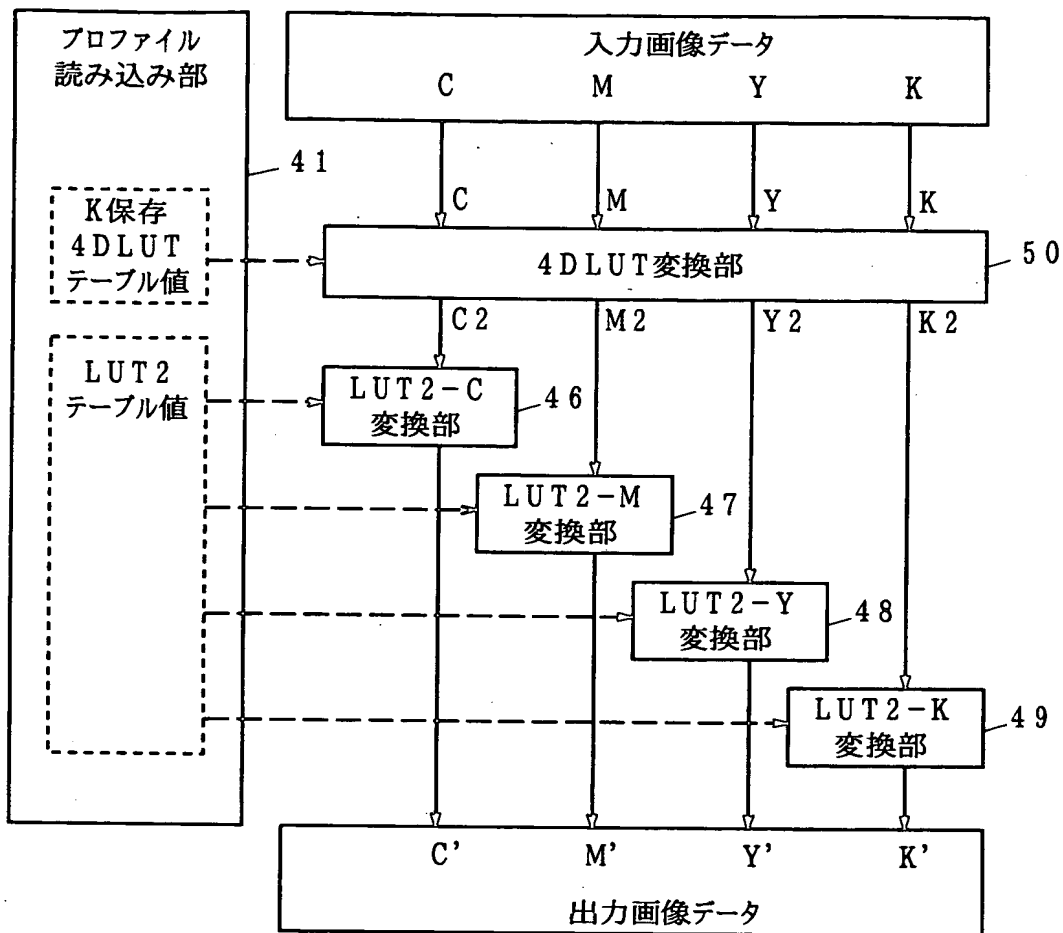 プロファイル
読み込み部
入力画像データ
C M Y K
41
C M Y K
K保存
4DLUT
テーブル値
4DLUT変換部
50
C2 M2 Y2 K2
LUT2
テーブル値
LUT2-C
変換部
46
LUT2-M
変換部
47
LUT2-Y
変換部
48
LUT2-K
変換部
49
C' M' Y' K'
出力画像データ